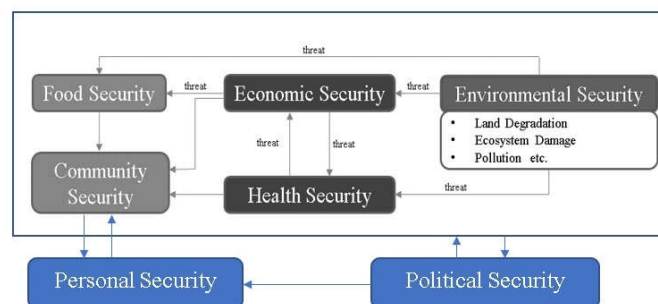 threat
Food Security
threat
Economic Security
threat
Environmental Security
• Land Degradation
• Ecosystem Damage
• Pollution etc.
threat
threat
Community
Security
Health Security
threat
Personal Security
Political Security